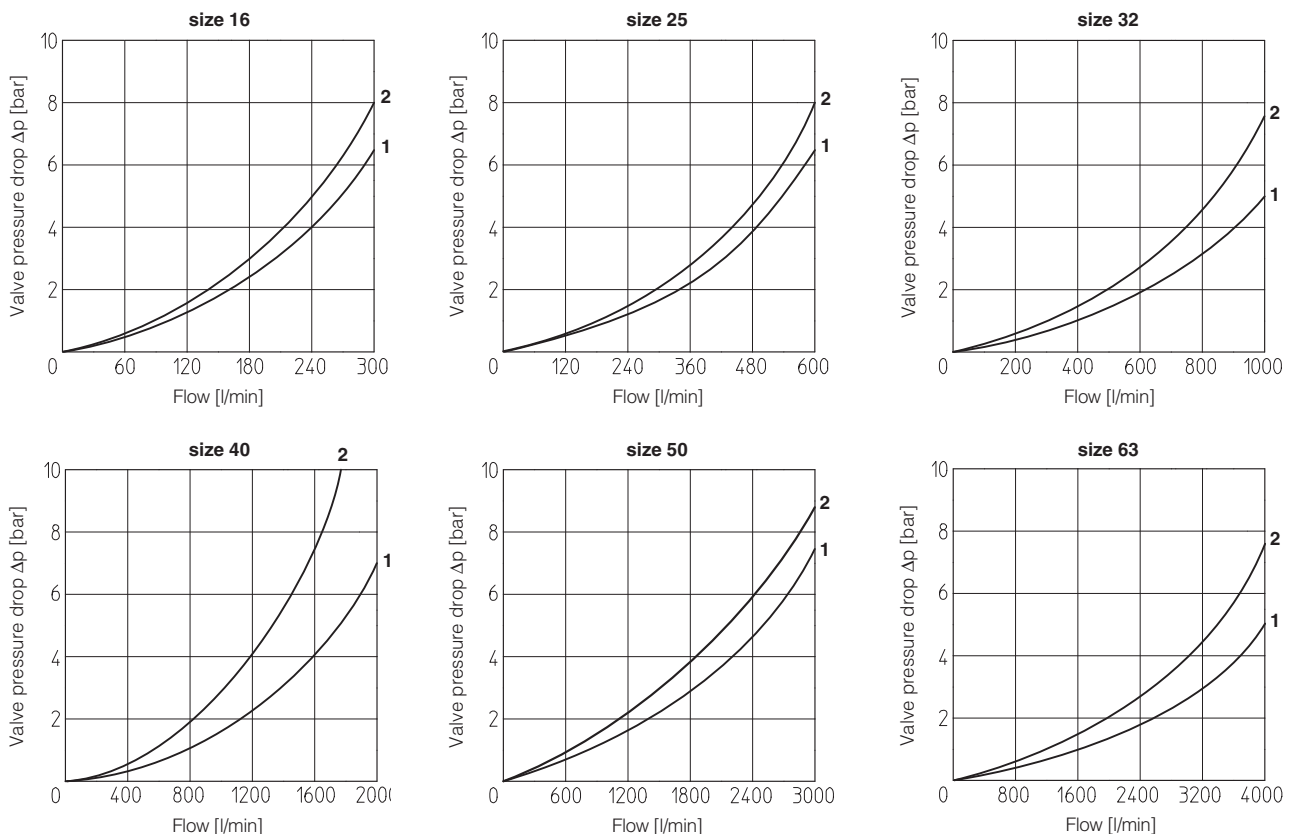 size 16
Valve pressure drop Δp [bar]
10
8
6
4
2
0 60 120 180 240 300
2
1
Flow [l/min]
size 25
Valve pressure drop Δp [bar]
10
8
6
4
2
0 120 240 360 480 600
2
1
Flow [l/min]
size 32
Valve pressure drop Δp [bar]
10
8
6
4
2
0 200 400 600 800 1000
2
1
Flow [l/min]
size 40
Valve pressure drop Δp [bar]
10
8
6
4
2
0 400 800 1200 1600 2000
2
1
Flow [l/min]
size 50
Valve pressure drop Δp [bar]
10
8
6
4
2
0 600 1200 1800 2400 3000
2
1
Flow [l/min]
size 63
Valve pressure drop Δp [bar]
10
8
6
4
2
0 800 1600 2400 3200 4000
2
1
Flow [l/min]